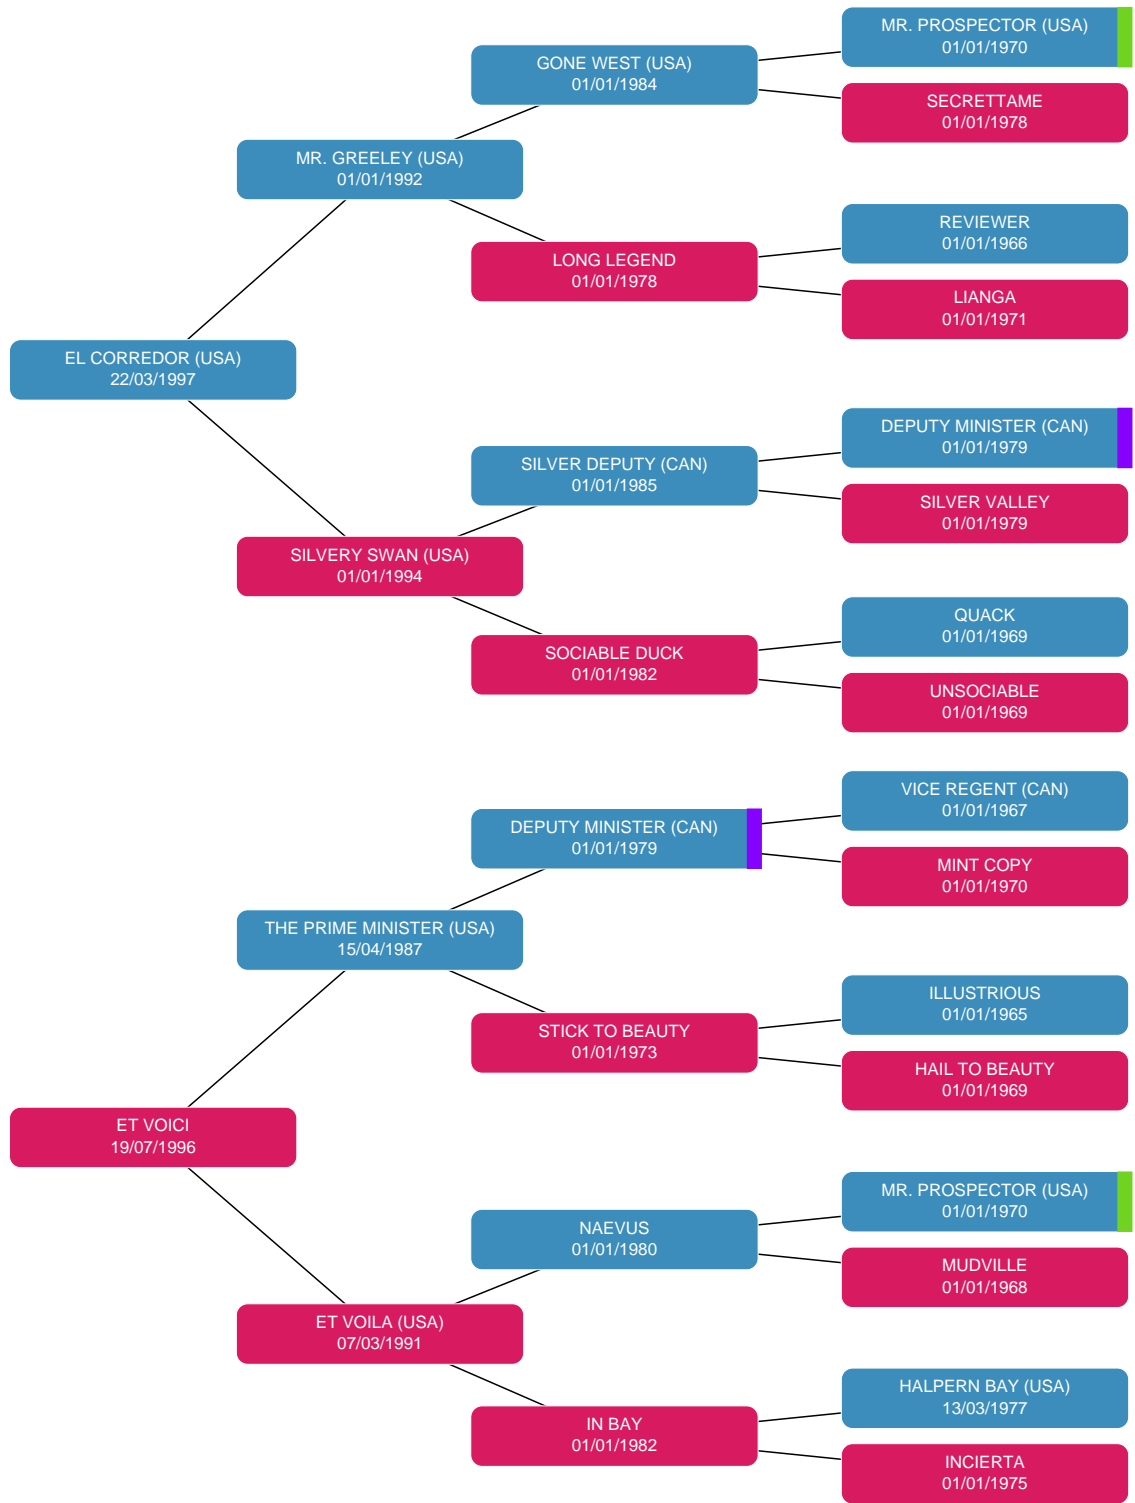 MR. PROSPECTOR (USA)
01/01/1970
GONE WEST (USA)
01/01/1984
SECRETTAME
01/01/1978
MR. GREELEY (USA)
01/01/1992
REVIEWER
01/01/1966
LONG LEGEND
01/01/1978
LIANGA
01/01/1971
EL CORREDOR (USA)
22/03/1997
DEPUTY MINISTER (CAN)
01/01/1979
SILVER DEPUTY (CAN)
01/01/1985
SILVER VALLEY
01/01/1979
SILVERY SWAN (USA)
01/01/1994
QUACK
01/01/1969
SOCIABLE DUCK
01/01/1982
UNSOCIABLE
01/01/1969
VICE REGENT (CAN)
01/01/1967
DEPUTY MINISTER (CAN)
01/01/1979
MINT COPY
01/01/1970
THE PRIME MINISTER (USA)
15/04/1987
ILLUSTRIOUS
01/01/1965
STICK TO BEAUTY
01/01/1973
HAIL TO BEAUTY
01/01/1969
ET VOICI
19/07/1996
MR. PROSPECTOR (USA)
01/01/1970
NAEVUS
01/01/1980
MUDVILLE
01/01/1968
ET VOILA (USA)
07/03/1991
HALPERN BAY (USA)
13/03/1977
IN BAY
01/01/1982
INCIERTA
01/01/1975